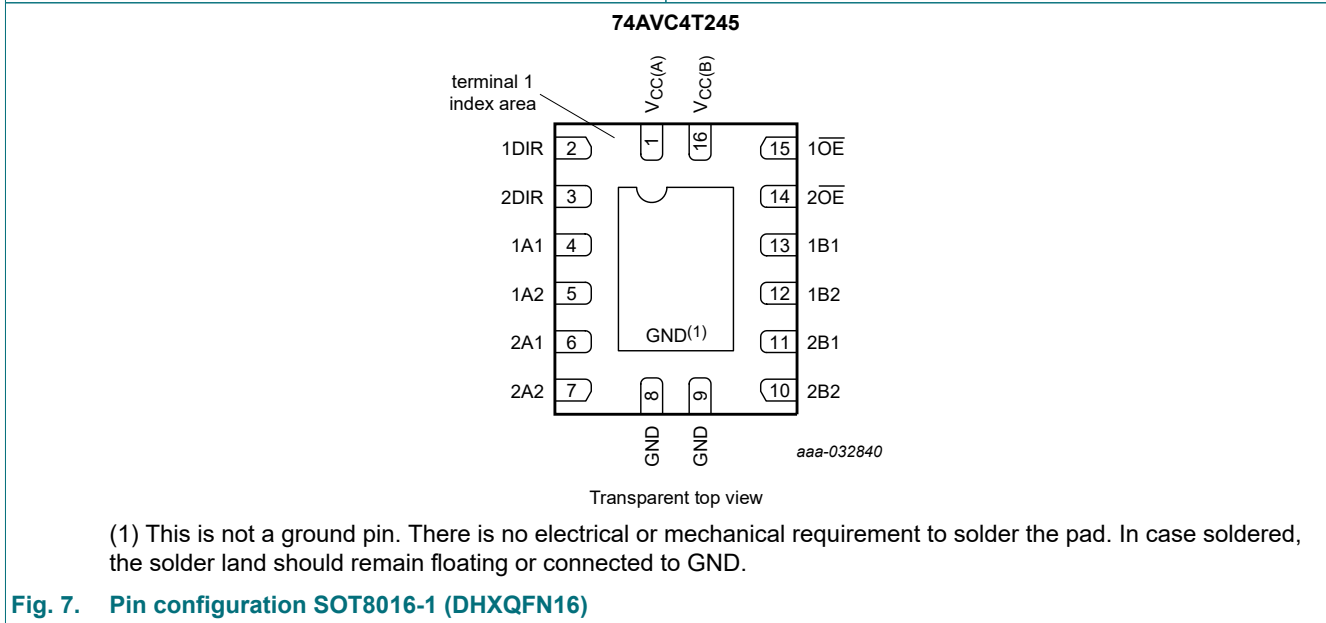 74AVC4T245
terminal 1
index area
VCC(A)
VCC(B)
1
16
1DIR 2
15 1OE
2DIR 3
14 2OE
1A1 4
13 1B1
1A2 5
12 1B2
2A1 6
GND(1)
11 2B1
2A2 7
10 2B2
8
9
GND
GND
aaa-032840
Transparent top view
(1) This is not a ground pin. There is no electrical or mechanical requirement to solder the pad. In case soldered,
the solder land should remain floating or connected to GND.
Fig. 7. Pin configuration SOT8016-1 (DHXQFN16)